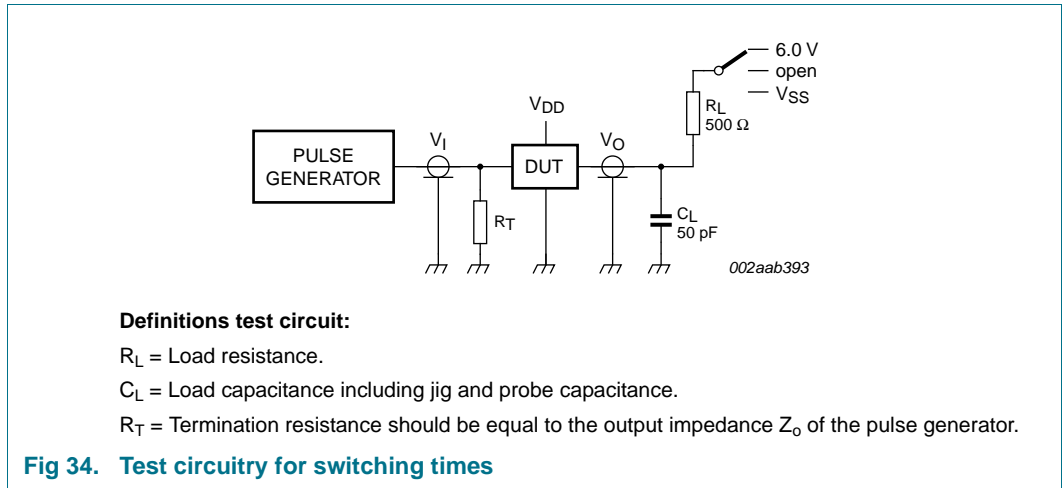 6.0 V
open
VSS
RL
500 Ω
VDD
VI
VO
PULSE
GENERATOR
DUT
RT
CL
50 pF
002aab393
Definitions test circuit:
RL = Load resistance.
CL = Load capacitance including jig and probe capacitance.
RT = Termination resistance should be equal to the output impedance Zo of the pulse generator.
Fig 34. Test circuitry for switching times